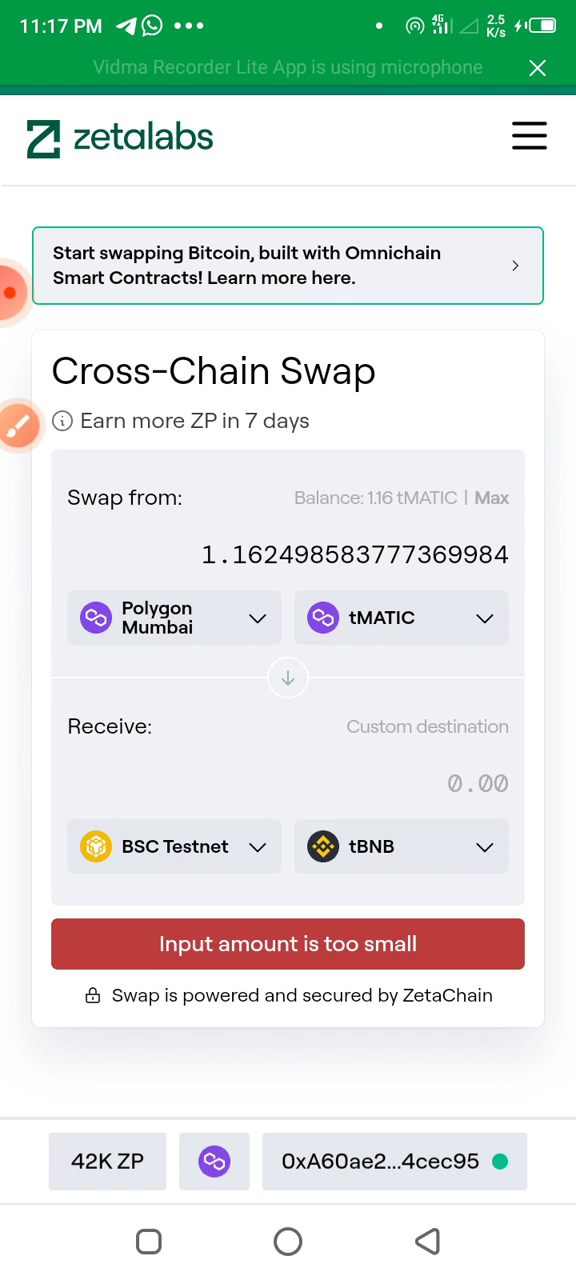 11:17 PM
4G
2.5
K/s
Vidma Recorder Lite App is using microphone
zetalabs
Start swapping Bitcoin, built with Omnichain
Smart Contracts! Learn more here.
Cross-Chain Swap
Earn more ZP in 7 days
Swap from:
Balance: 1.16 tMATIC | Max
1.162498583777369984
Polygon
Mumbai
tMATIC
Receive:
Custom destination
0.00
BSC Testnet
tBNB
Input amount is too small
Swap is powered and secured by ZetaChain
42K ZP
0xA60ae2...4cec95